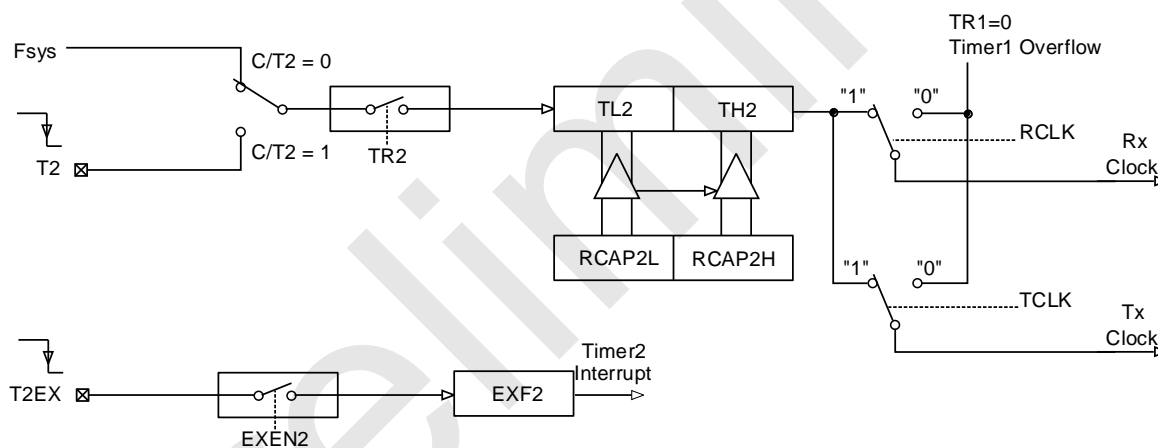 TR1=0
Timer1 Overflow
Fsys
C/T2 = 0
T2
C/T2 = 1
TR2
TL2
TH2
"1"
"0"
RCLK
Rx
Clock
RCAP2L
RCAP2H
"1"
"0"
TCLK
Tx
Clock
T2EX
EXEN2
EXF2
Timer2
Interrupt